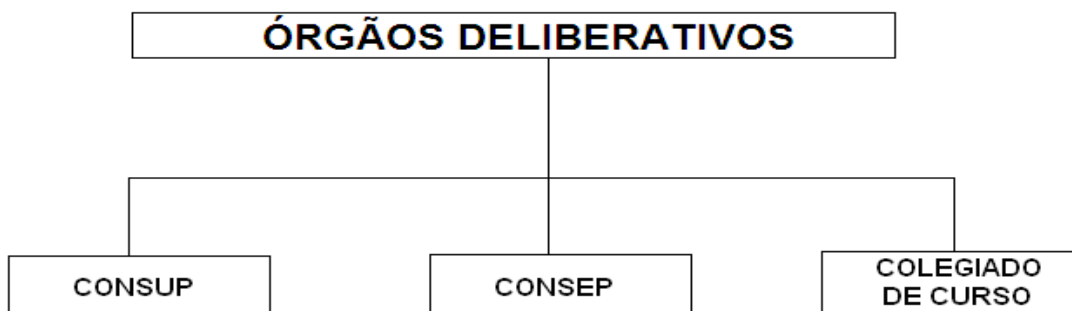 ÓRGÃOS DELIBERATIVOS
CONSUP
CONSEP
COLEGIADO
DE CURSO